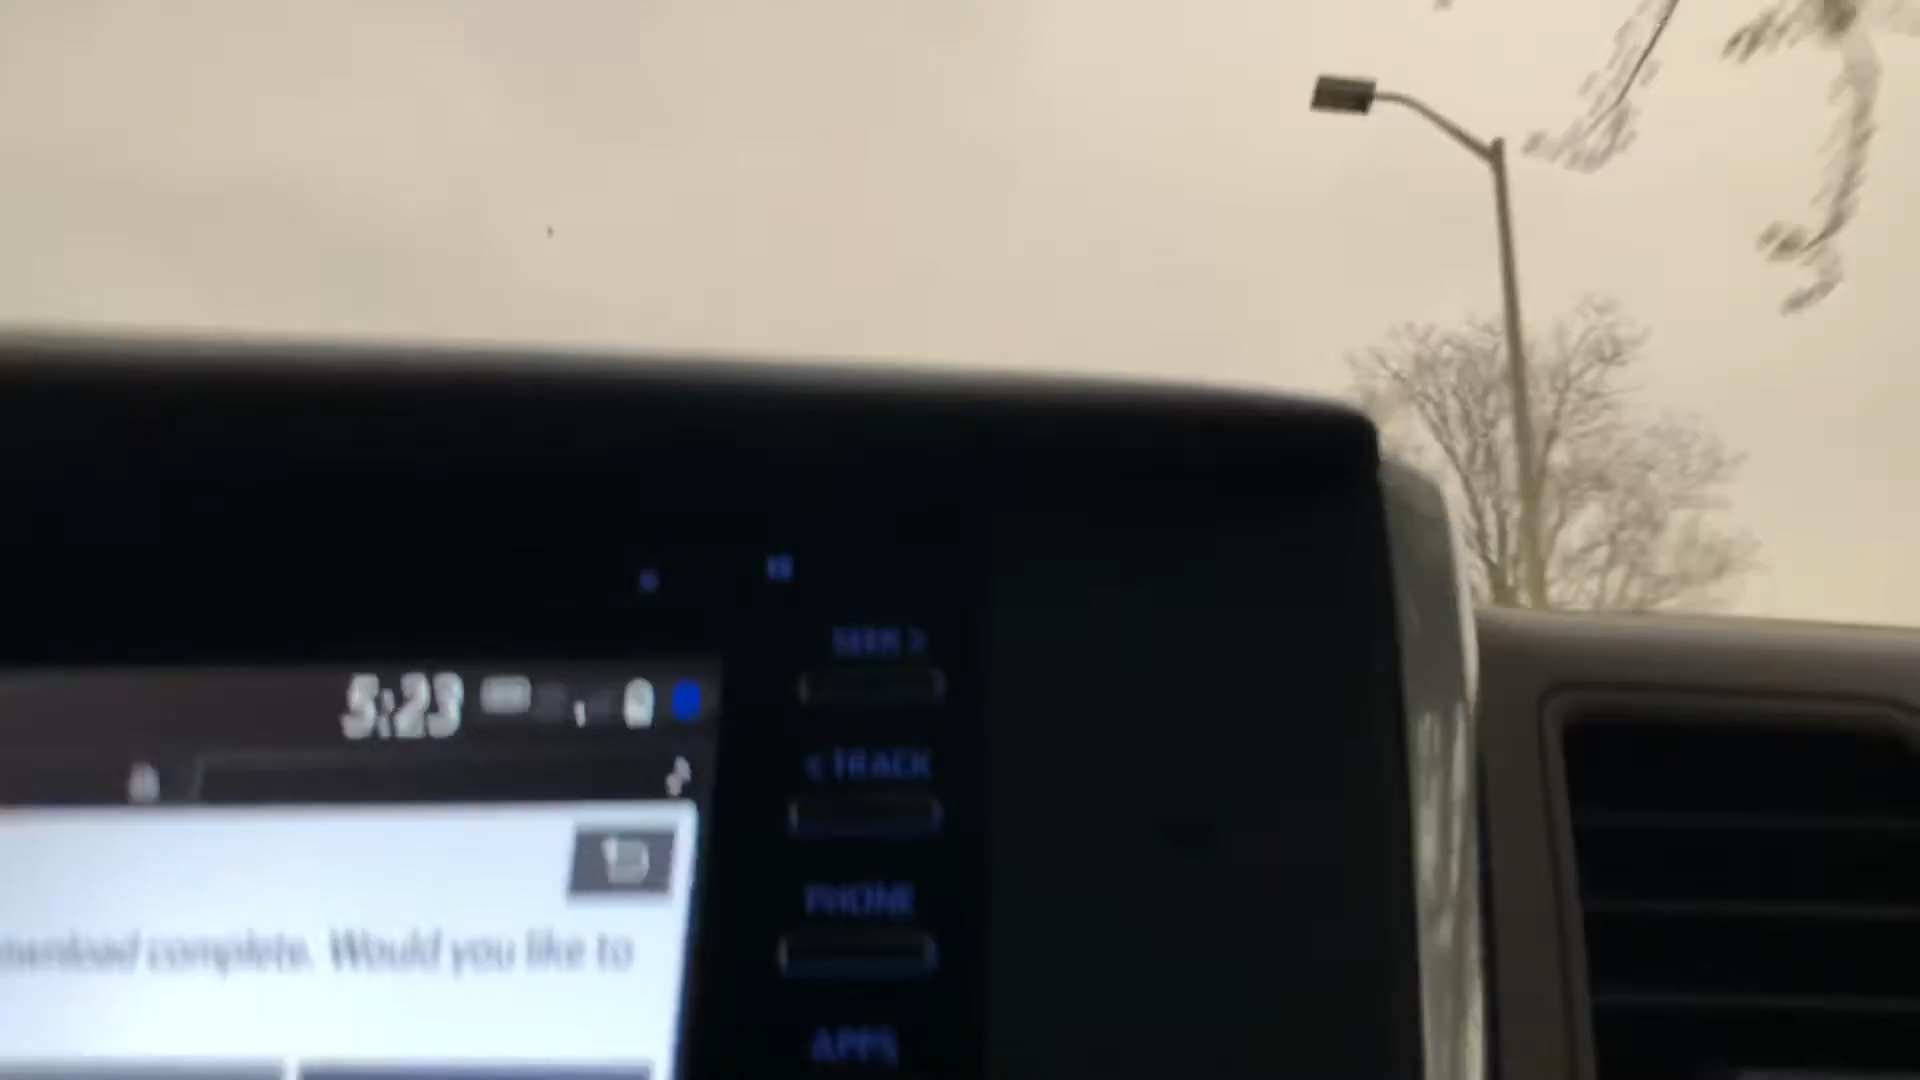 5:23
SEEK >
< TRACK
PHONE
complete. Would you like to
APPS